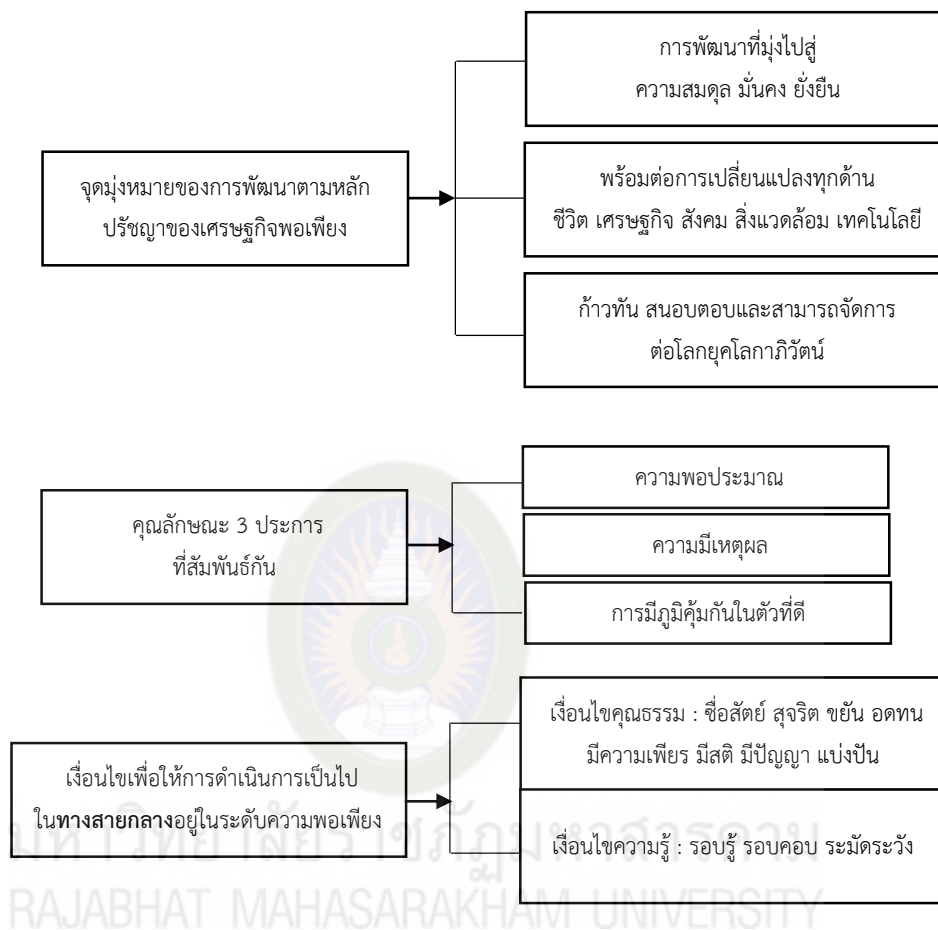 การพัฒนาที่มุ่งไปสู่
ความสมดุล มั่นคง ยั่งยืน
จุดมุ่งหมายของการพัฒนาตามหลัก
ปรัชญาของเศรษฐกิจพอเพียง
พร้อมต่อการเปลี่ยนแปลงทุกด้าน
ชีวิต เศรษฐกิจ สังคม สิ่งแวดล้อม เทคโนโลยี
ก้าวทัน สนอบตอบและสามารถจัดการ
ต่อโลกยุคโลกาภิวัตน์
คุณลักษณะ 3 ประการ
ที่สัมพันธ์กัน
ความพอประมาณ
ความมีเหตุผล
การมีภูมิคุ้มกันในตัวที่ดี
เงื่อนไขเพื่อให้การดำเนินการเป็นไป
ในทางสายกลางอยู่ในระดับความพอเพียง
เงื่อนไขคุณธรรม : ซื่อสัตย์ สุจริต ขยัน อดทน
มีความเพียร มีสติ มีปัญญา แบ่งปัน
เงื่อนไขความรู้ : รอบรู้ รอบคอบ ระมัดระวัง
มหาวิทยาลัยราชภัฏมหาสารคาม
RAJABHAT MAHASARAKHAM UNIVERSITY